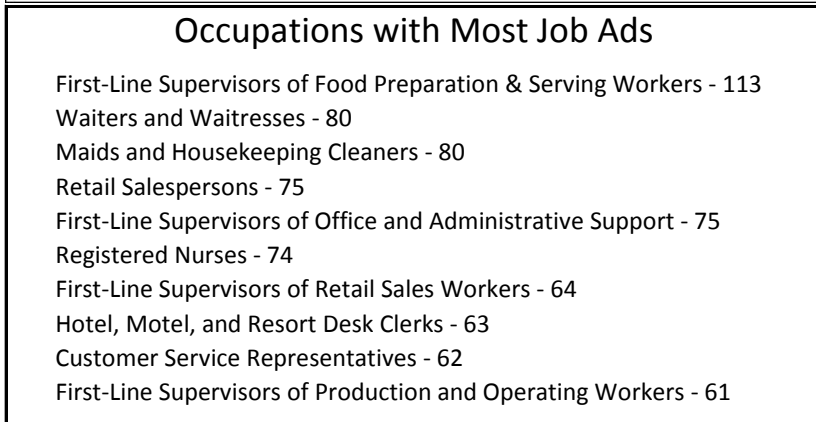 Occupations with Most Job Ads
First-Line Supervisors of Food Preparation & Serving Workers - 113
Waiters and Waitresses - 80
Maids and Housekeeping Cleaners - 80
Retail Salespersons - 75
First-Line Supervisors of Office and Administrative Support - 75
Registered Nurses - 74
First-Line Supervisors of Retail Sales Workers - 64
Hotel, Motel, and Resort Desk Clerks - 63
Customer Service Representatives - 62
First-Line Supervisors of Production and Operating Workers - 61